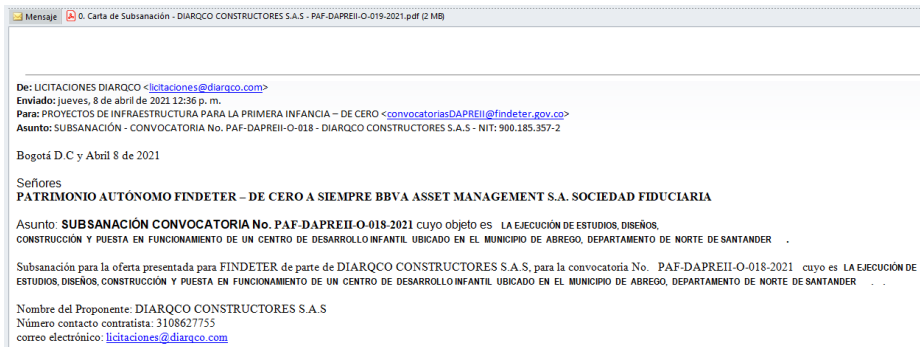 Mensaje 0. Carta de Subsanación - DIARQCO CONSTRUCTORES S.A.S - PAF-DAPREII-O-019-2021.pdf (2 MB)
De: LICITACIONES DIARQCO <licitaciones@diarqco.com>
Enviado: jueves, 8 de abril de 2021 12:36 p. m.
Para: PROYECTOS DE INFRAESTRUCTURA PARA LA PRIMERA INFANCIA – DE CERO <convocatoriasDAPREII@findeter.gov.co>
Asunto: SUBSANACIÓN - CONVOCATORIA No. PAF-DAPREII-O-018 - DIARQCO CONSTRUCTORES S.A.S - NIT: 900.185.357-2
Bogotá D.C y Abril 8 de 2021
Señores
PATRIMONIO AUTÓNOMO FINDETER – DE CERO A SIEMPRE BBVA ASSET MANAGEMENT S.A. SOCIEDAD FIDUCIARIA
Asunto: SUBSANACIÓN CONVOCATORIA No. PAF-DAPREII-O-018-2021 cuyo objeto es LA EJECUCIÓN DE ESTUDIOS, DISEÑOS,
CONSTRUCCIÓN Y PUESTA EN FUNCIONAMIENTO DE UN CENTRO DE DESARROLLO INFANTIL UBICADO EN EL MUNICIPIO DE ABREGO, DEPARTAMENTO DE NORTE DE SANTANDER .
Subsanación para la oferta presentada para FINDETER de parte de DIARQCO CONSTRUCTORES S.A.S, para la convocatoria No. PAF-DAPREII-O-018-2021 cuyo es LA EJECUCIÓN DE
ESTUDIOS, DISEÑOS, CONSTRUCCIÓN Y PUESTA EN FUNCIONAMIENTO DE UN CENTRO DE DESARROLLO INFANTIL UBICADO EN EL MUNICIPIO DE ABREGO, DEPARTAMENTO DE NORTE DE SANTANDER . .
Nombre del Proponente: DIARQCO CONSTRUCTORES S.A.S
Número contacto contratista: 3108627755
correo electrónico: licitaciones@diarqco.com